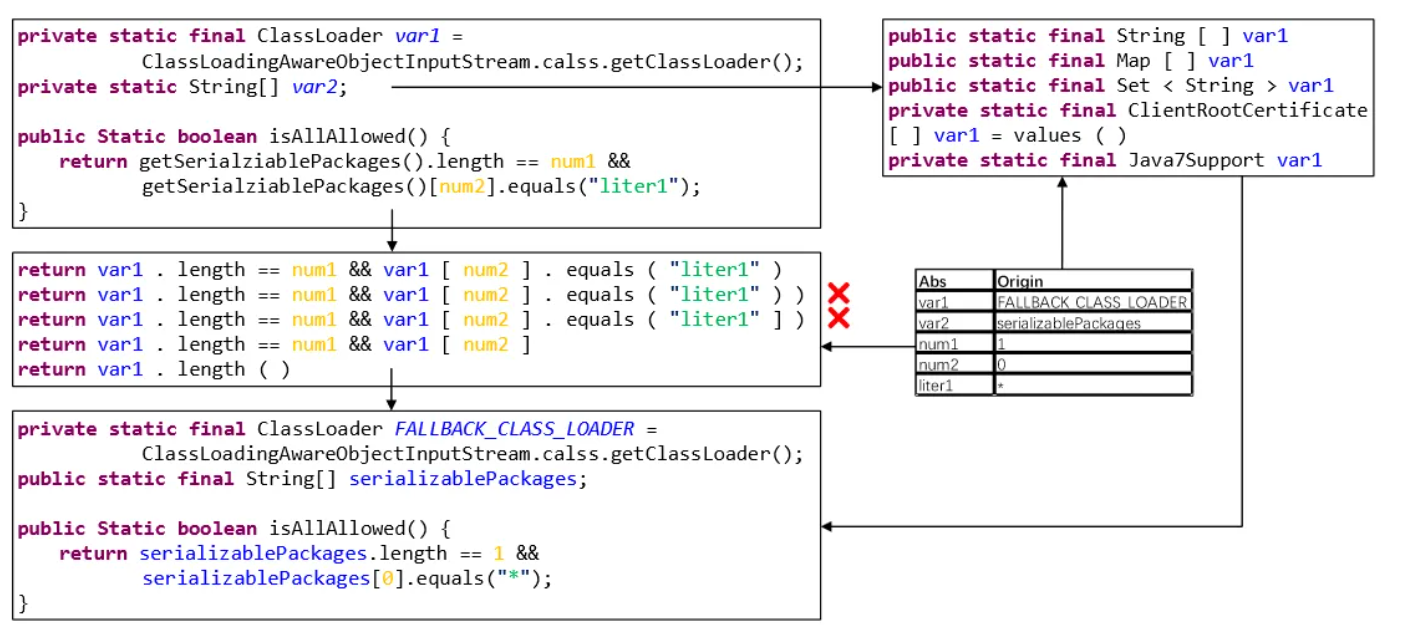 private static final ClassLoader var1 =
ClassLoadingAwareObjectInputStream.calss.getClassLoader();
private static String[] var2;
public Static boolean isAllAllowed() {
return getSerialziablePackages().length == num1 &&
getSerialziablePackages()[num2].equals("liter1");
}
public static final String [ ] var1
public static final Map [ ] var1
public static final Set < String > var1
private static final ClientRootCertificate
[ ] var1 = values ( )
private static final Java7Support var1
return var1 . length == num1 && var1 [ num2 ] . equals ( "liter1" )
return var1 . length == num1 && var1 [ num2 ] . equals ( "liter1" ) )
return var1 . length == num1 && var1 [ num2 ] . equals ( "liter1" ] )
return var1 . length == num1 && var1 [ num2 ]
return var1 . length ( )
Abs Origin
var1 FALLBACK_CLASS_LOADER
var2 serializablePackages
num1 1
num2 0
liter1 *
private static final ClassLoader FALLBACK_CLASS_LOADER =
ClassLoadingAwareObjectInputStream.calss.getClassLoader();
public static final String[] serializablePackages;
public Static boolean isAllAllowed() {
return serializablePackages.length == 1 &&
serializablePackages[0].equals("*");
}